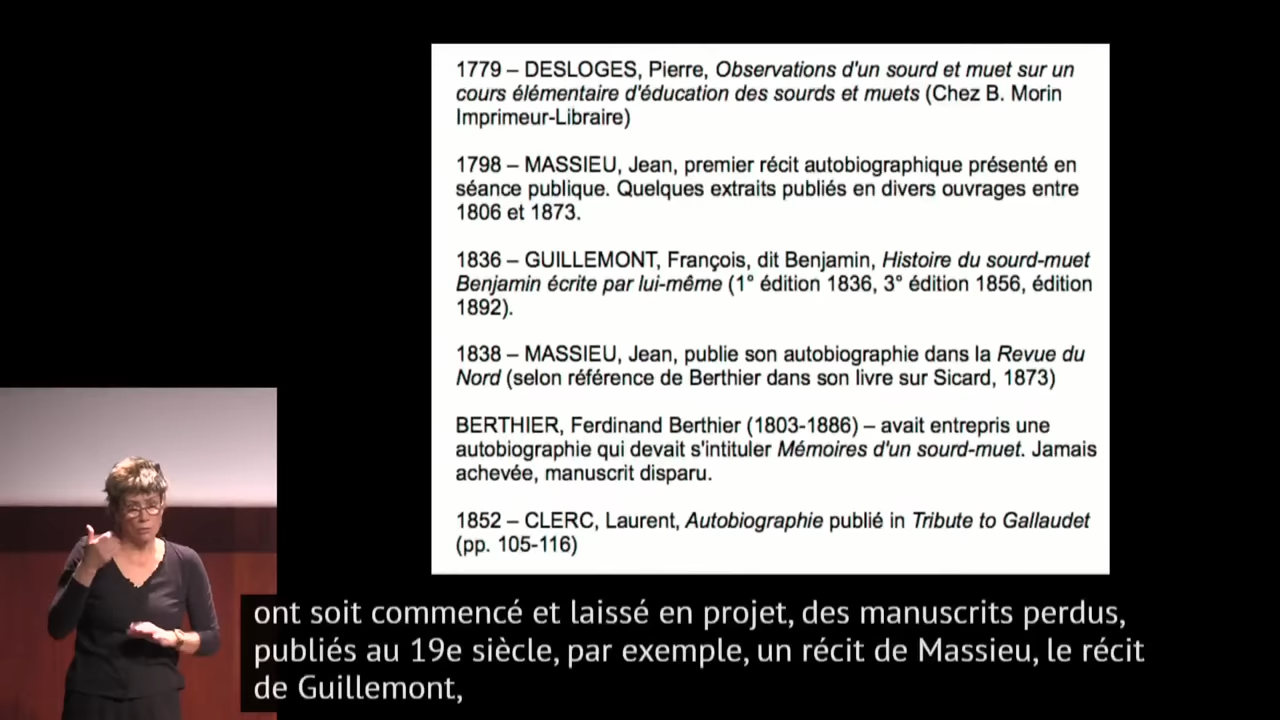 1779 – DESLOGES, Pierre, Observations d'un sourd et muet sur un
cours élémentaire d'éducation des sourds et muets (Chez B. Morin
Imprimeur-Libraire)
1798 – MASSIEU, Jean, premier récit autobiographique présenté en
séance publique. Quelques extraits publiés en divers ouvrages entre
1806 et 1873.
1836 – GUILLEMONT, François, dit Benjamin, Histoire du sourd-muet
Benjamin écrite par lui-même (1° édition 1836, 3° édition 1856, édition
1892).
1838 – MASSIEU, Jean, publie son autobiographie dans la Revue du
Nord (selon référence de Berthier dans son livre sur Sicard, 1873)
BERTHIER, Ferdinand Berthier (1803-1886) – avait entrepris une
autobiographie qui devait s'intituler Mémoires d'un sourd-muet. Jamais
achevée, manuscrit disparu.
1852 – CLERC, Laurent, Autobiographie publié in Tribute to Gallaudet
(pp. 105-116)
ont soit commencé et laissé en projet, des manuscrits perdus,
publiés au 19e siècle, par exemple, un récit de Massieu, le récit
de Guillemont,